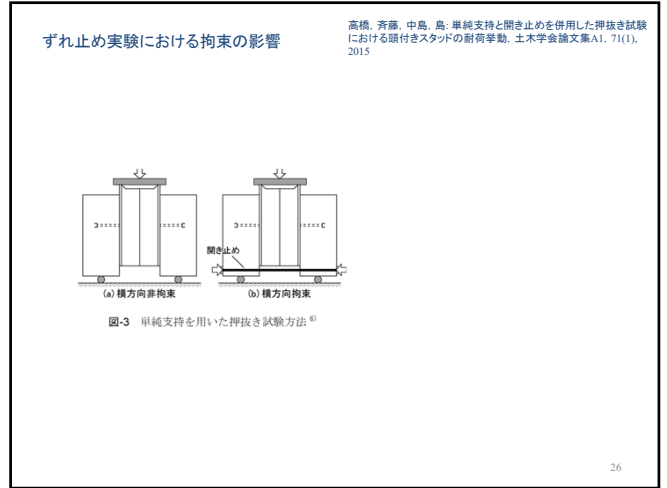 ずれ止め実験における拘束の影響
高橋, 斉藤, 中島, 島: 単純支持と開き止めを併用した押抜き試験
における頭付きスタッドの耐荷挙動, 土木学会論文集A1, 71(1),
2015
開き止め
(a) 横方向非拘束
(b) 横方向拘束
図-3 単純支持を用いた押抜き試験方法 6)
26